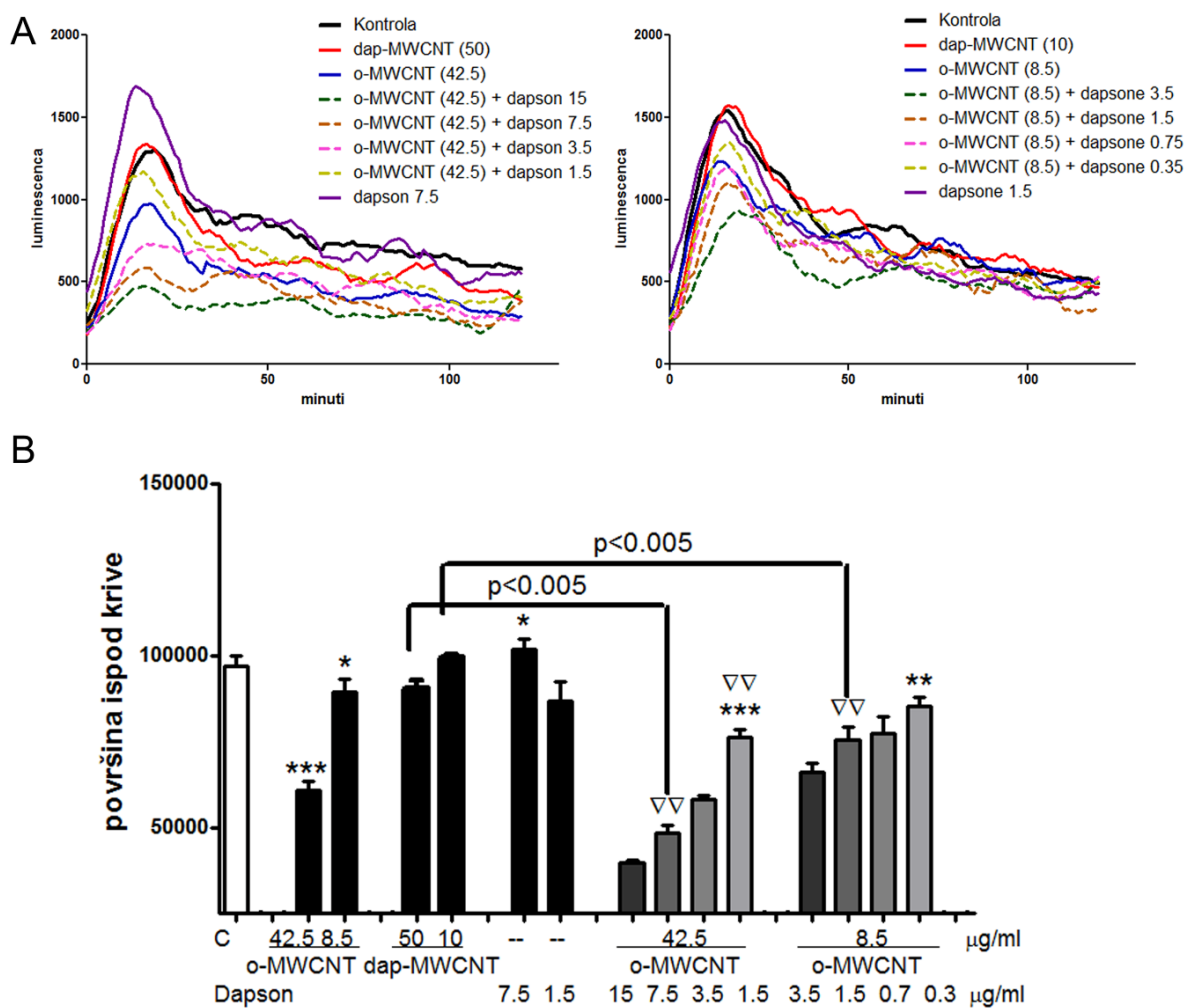 A
Kontrola
dap-MWCNT (50)
o-MWCNT (42.5)
o-MWCNT (42.5) + dapson 15
o-MWCNT (42.5) + dapson 7.5
o-MWCNT (42.5) + dapson 3.5
o-MWCNT (42.5) + dapson 1.5
dapson 7.5
2000
1500
1000
500
0
luminescenca
0 50 100
minuti
Kontrola
dap-MWCNT (10)
o-MWCNT (8.5)
o-MWCNT (8.5) + dapsone 3.5
o-MWCNT (8.5) + dapsone 1.5
o-MWCNT (8.5) + dapsone 0.75
o-MWCNT (8.5) + dapsone 0.35
dapsone 1.5
2000
1500
1000
500
0
luminescenca
0 50 100
minuti
B
150000
100000
50000
površina ispod krive
p<0.005
p<0.005
*
*
▽▽
***
▽▽
**
***
▽▽
C 42.5 8.5 50 10 -- -- 42.5 8.5 µg/ml
o-MWCNT dap-MWCNT o-MWCNT o-MWCNT
Dapson 7.5 1.5 15 7.5 3.5 1.5 3.5 1.5 0.7 0.3 µg/ml